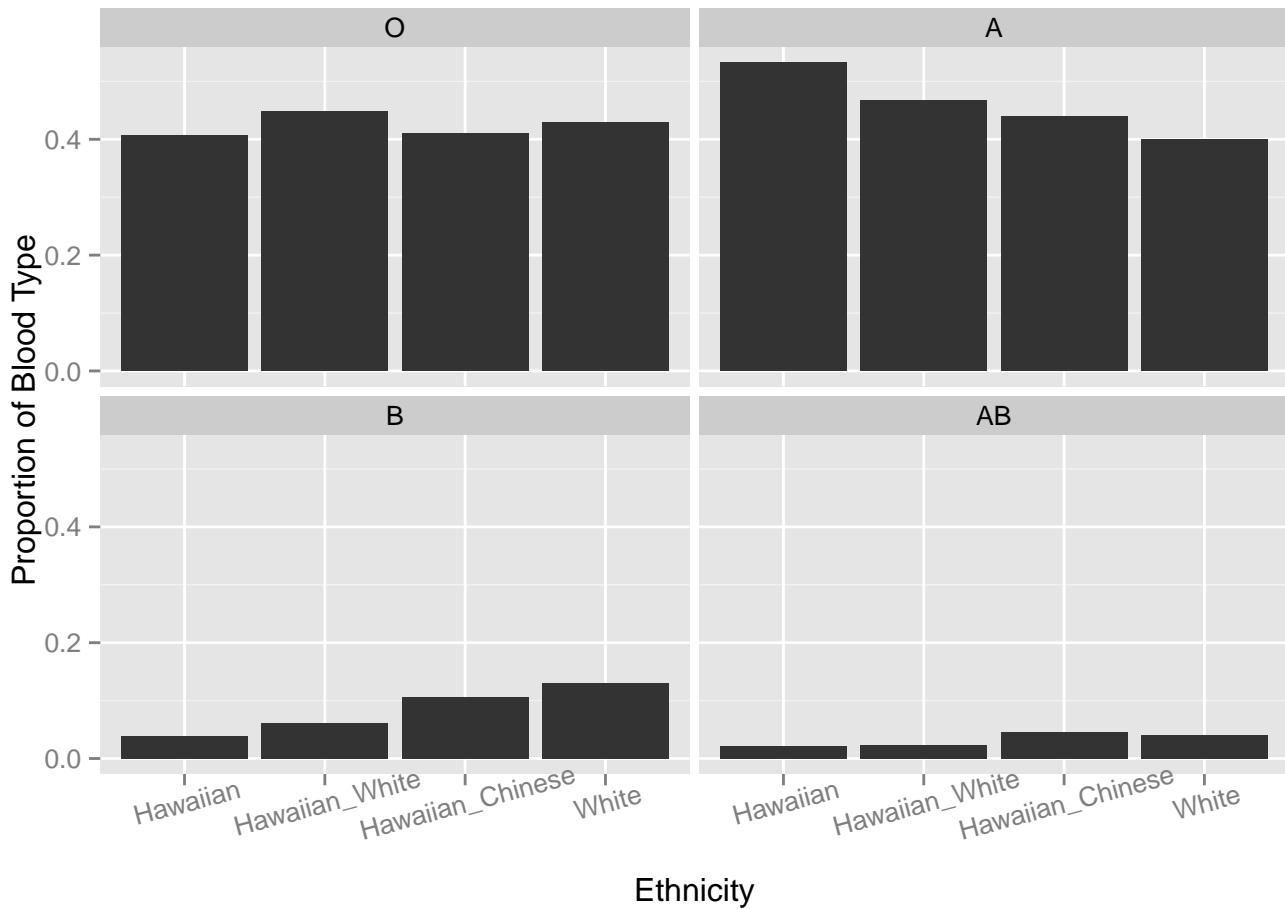 O
A
Proportion of Blood Type
0.4
0.2
0.0
B
AB
0.4
0.2
0.0
Hawaiian
Hawaiian_White
Hawaiian_Chinese
White
Hawaiian
Hawaiian_White
Hawaiian_Chinese
White
Ethnicity